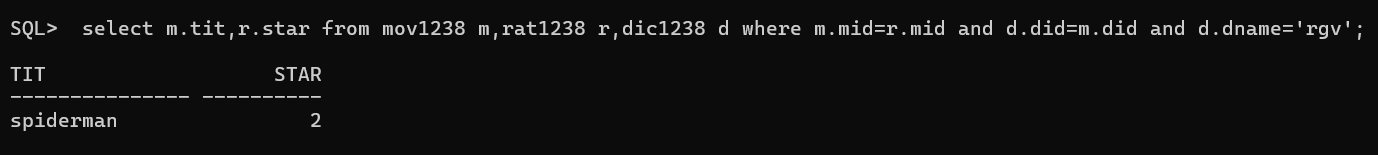 SQL>  select m.tit,r.star from mov1238 m,rat1238 r,dic1238 d where m.mid=r.mid and d.did=m.did and d.dname='rgv';
TIT                   STAR
--------------- ----------
spiderman                2